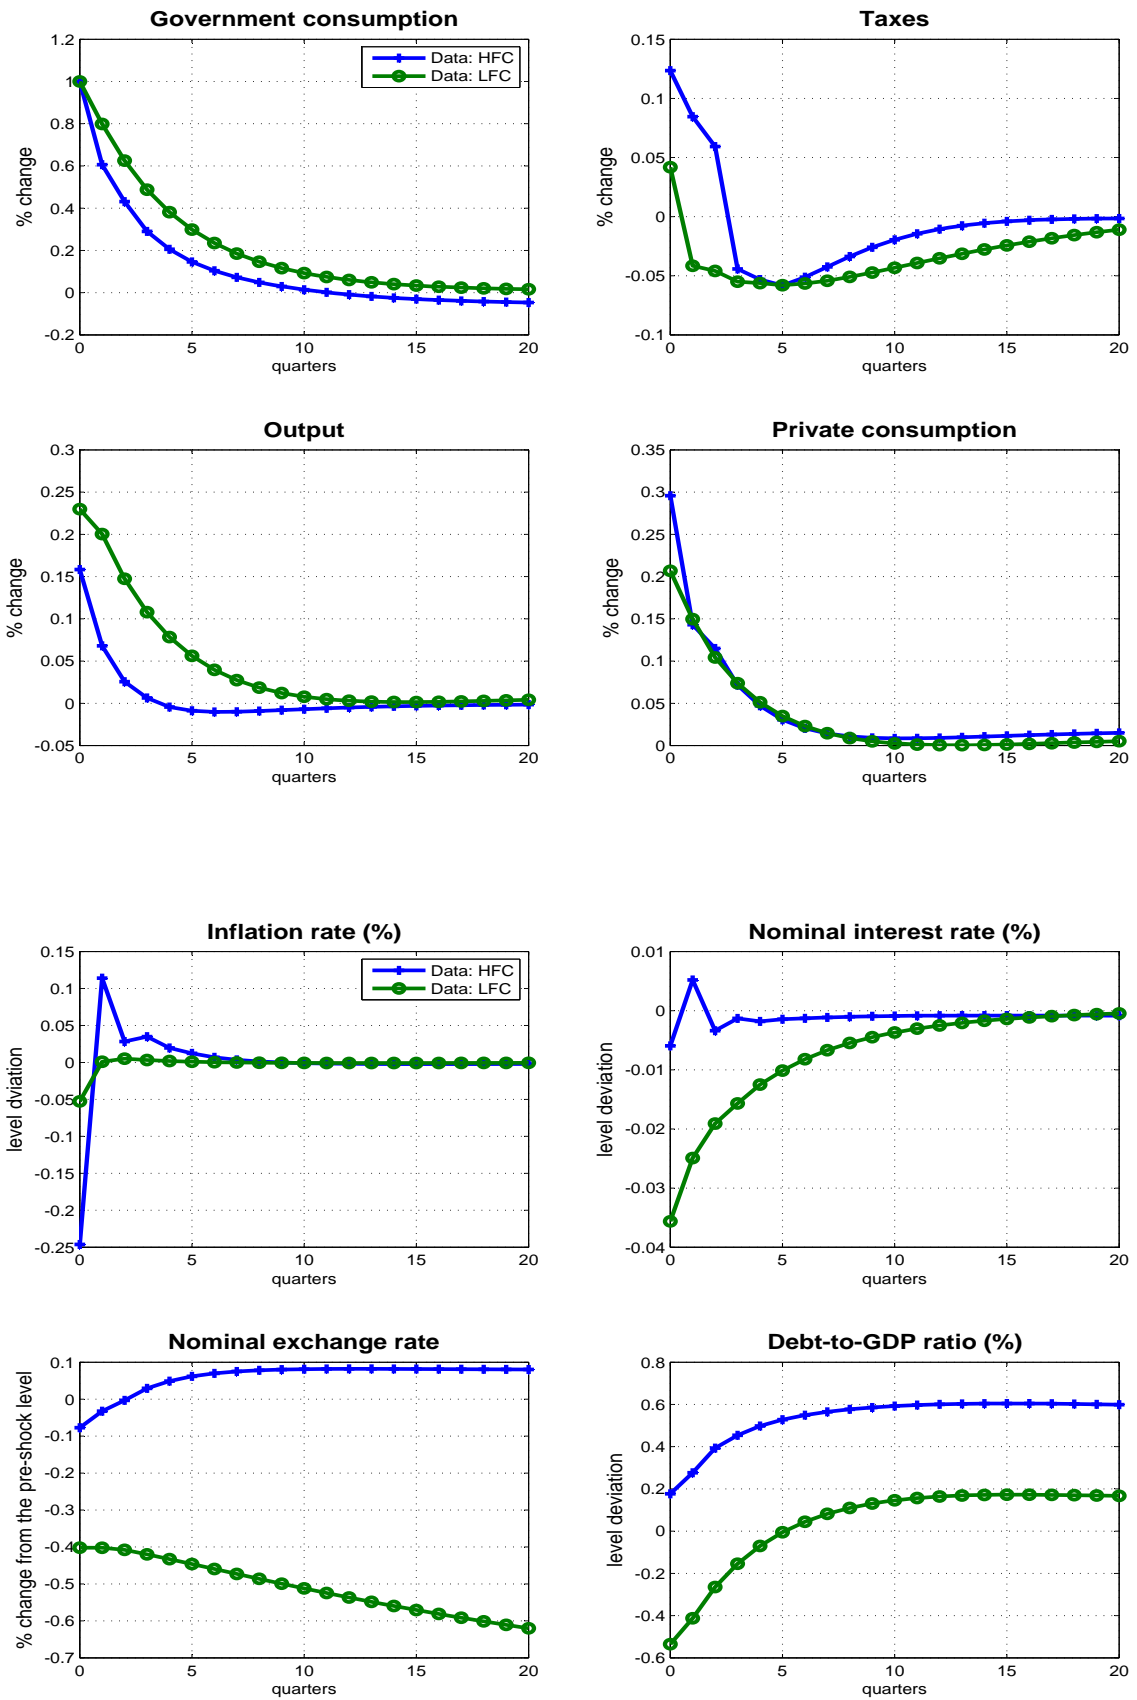 Government consumption
1.2
1
0.8
0.6
0.4
0.2
0
-0.2
% change
Data: HFC
Data: LFC
0 5 10 15 20
quarters
Taxes
0.15
0.1
0.05
0
-0.05
-0.1
% change
0 5 10 15 20
quarters
Output
0.3
0.25
0.2
0.15
0.1
0.05
0
-0.05
% change
0 5 10 15 20
quarters
Private consumption
0.35
0.3
0.25
0.2
0.15
0.1
0.05
0
% change
0 5 10 15 20
quarters
Inflation rate (%)
0.15
0.1
0.05
0
-0.05
-0.1
-0.15
-0.2
-0.25
level dviation
Data: HFC
Data: LFC
0 5 10 15 20
quarters
Nominal interest rate (%)
0.01
0
-0.01
-0.02
-0.03
-0.04
level deviation
0 5 10 15 20
quarters
Nominal exchange rate
0.1
0
-0.1
-0.2
-0.3
-0.4
-0.5
-0.6
-0.7
% change from the pre-shock level
0 5 10 15 20
quarters
Debt-to-GDP ratio (%)
0.8
0.6
0.4
0.2
0
-0.2
-0.4
-0.6
level deviation
0 5 10 15 20
quarters